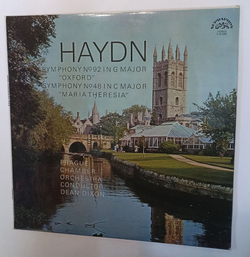 HAYDN
SYMPHONY Nº 92 IN G MAJOR
"OXFORD"
SYMPHONY Nº 48 IN C MAJOR
"MARIA THERESIA"
PRAGUE
CHAMBER
ORCHESTRA
CONDUCTOR
DEAN DIXON